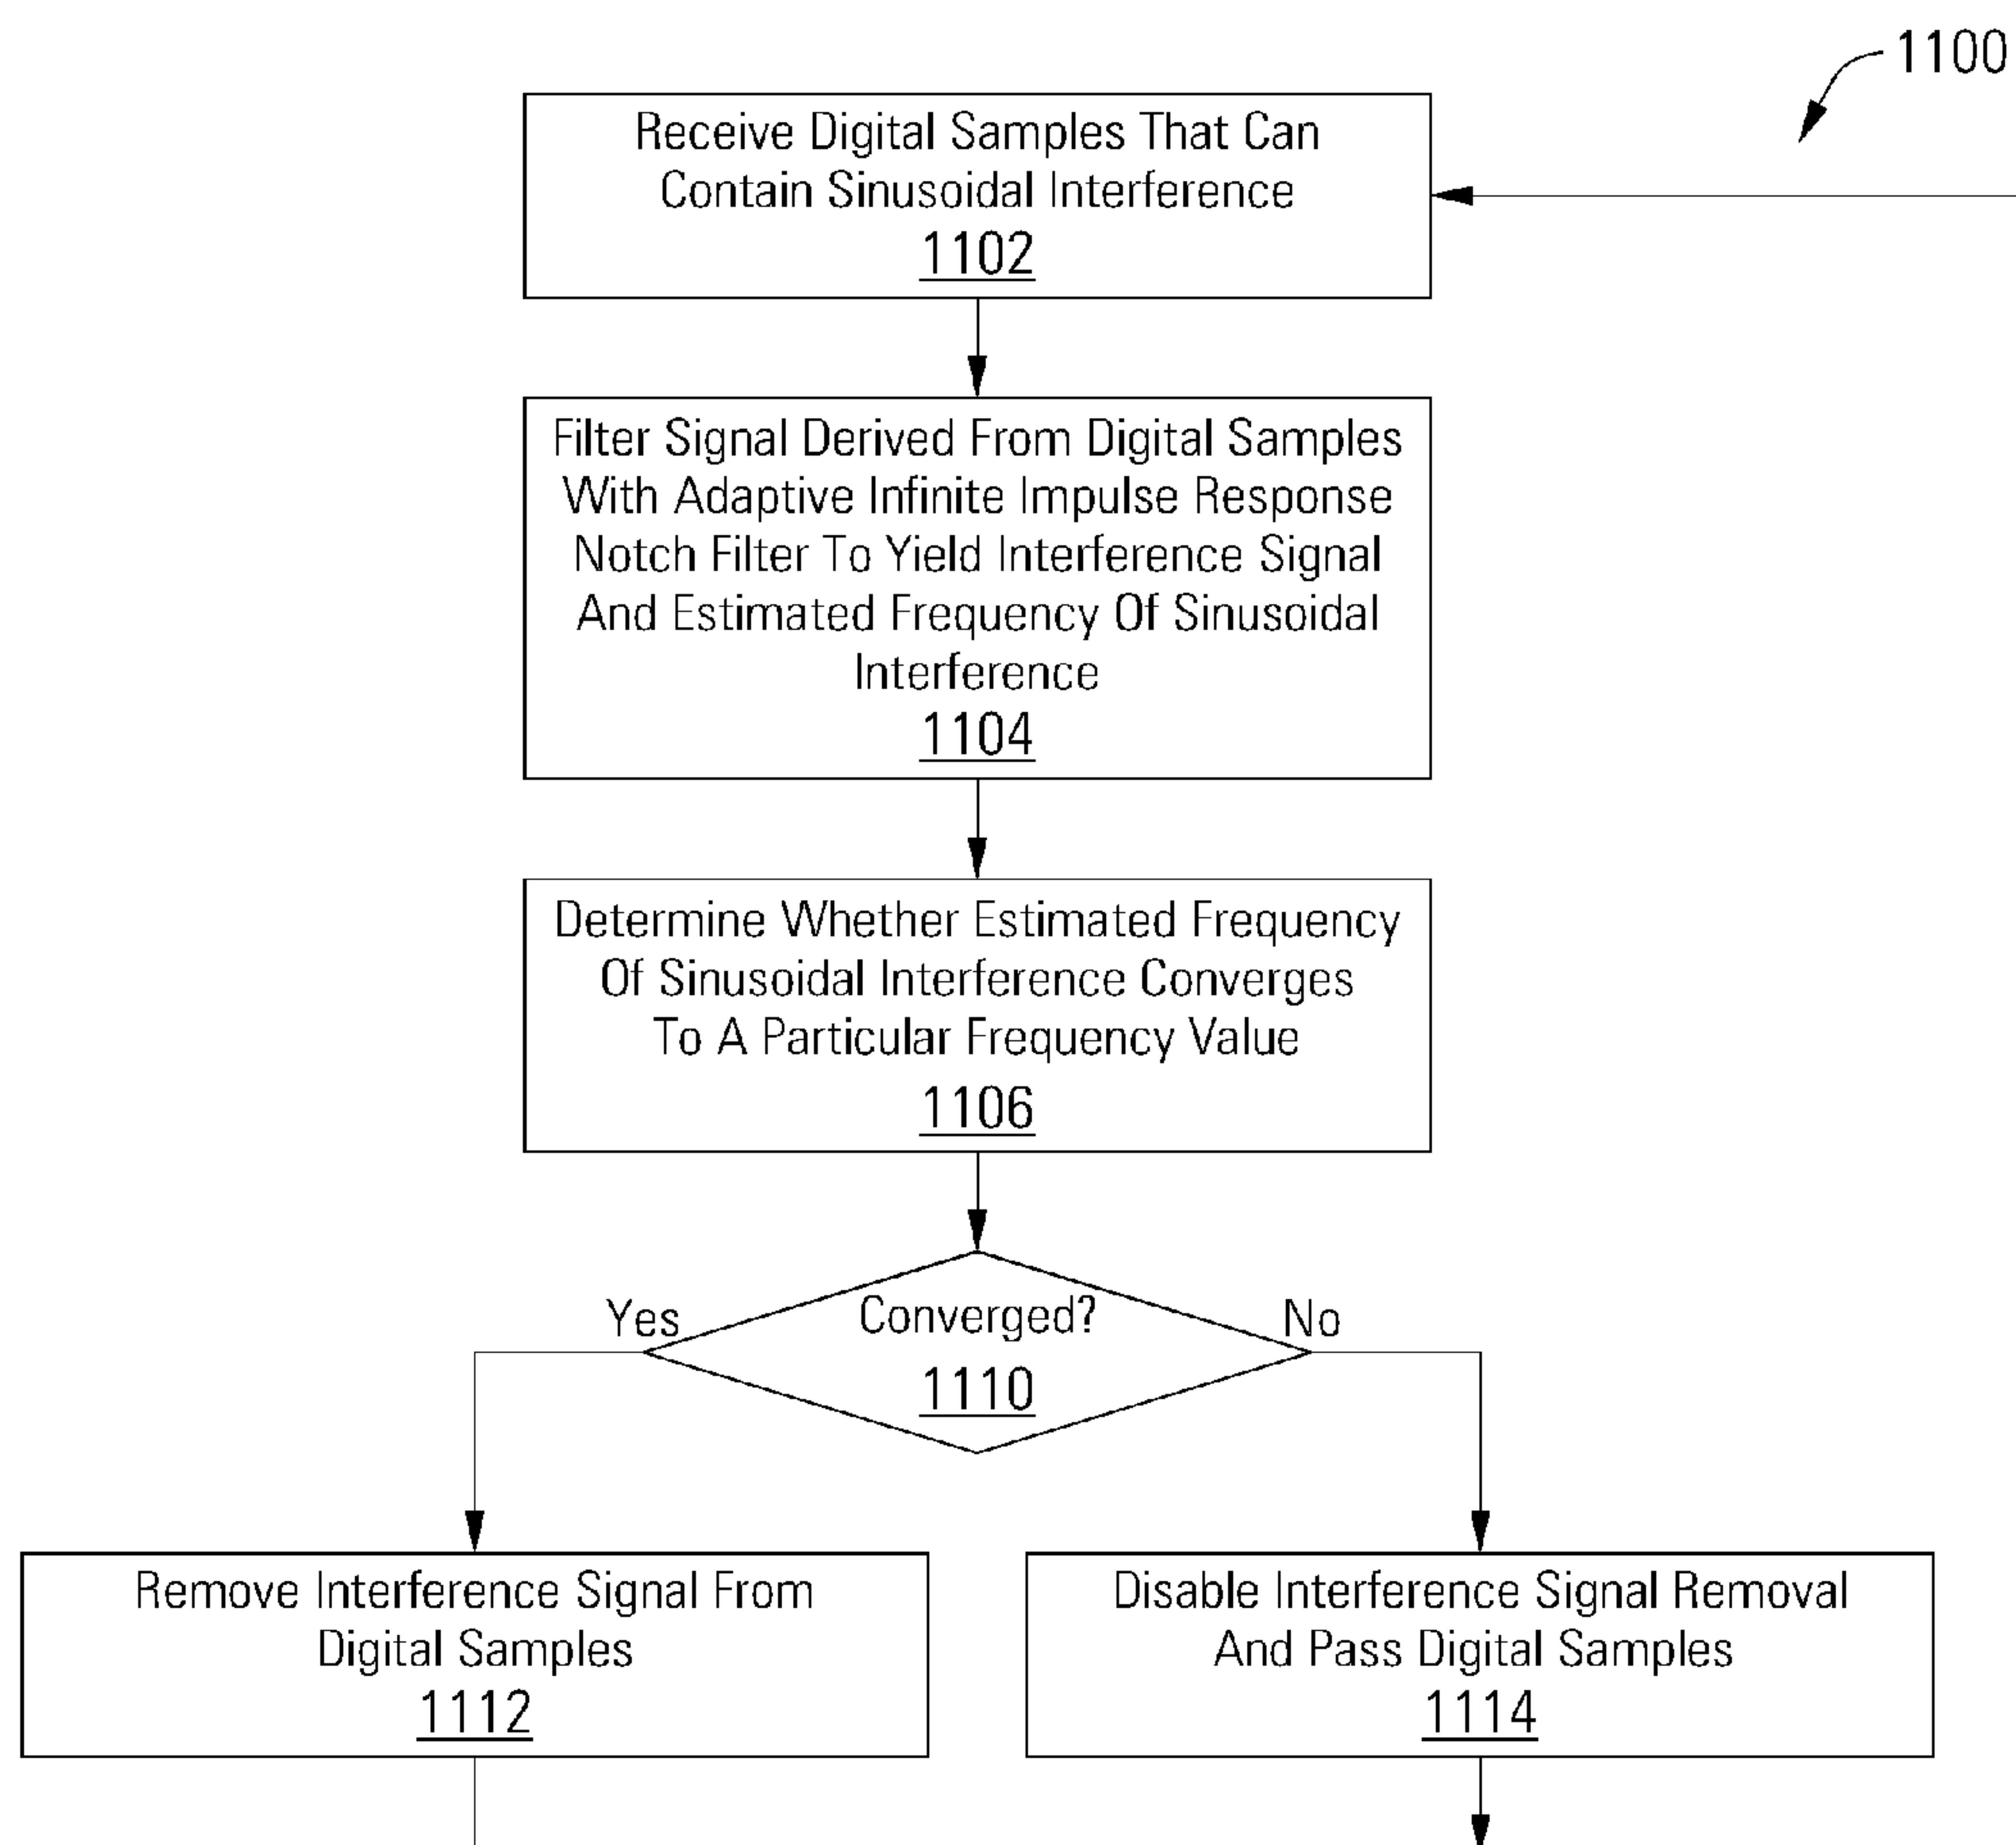 1100
Receive Digital Samples That Can
Contain Sinusoidal Interference
1102
Filter Signal Derived From Digital Samples
With Adaptive Infinite Impulse Response
Notch Filter To Yield Interference Signal
And Estimated Frequency Of Sinusoidal
Interference
1104
Determine Whether Estimated Frequency
Of Sinusoidal Interference Converges
To A Particular Frequency Value
1106
Yes
Converged?
No
1110
Remove Interference Signal From
Digital Samples
1112
Disable Interference Signal Removal
And Pass Digital Samples
1114